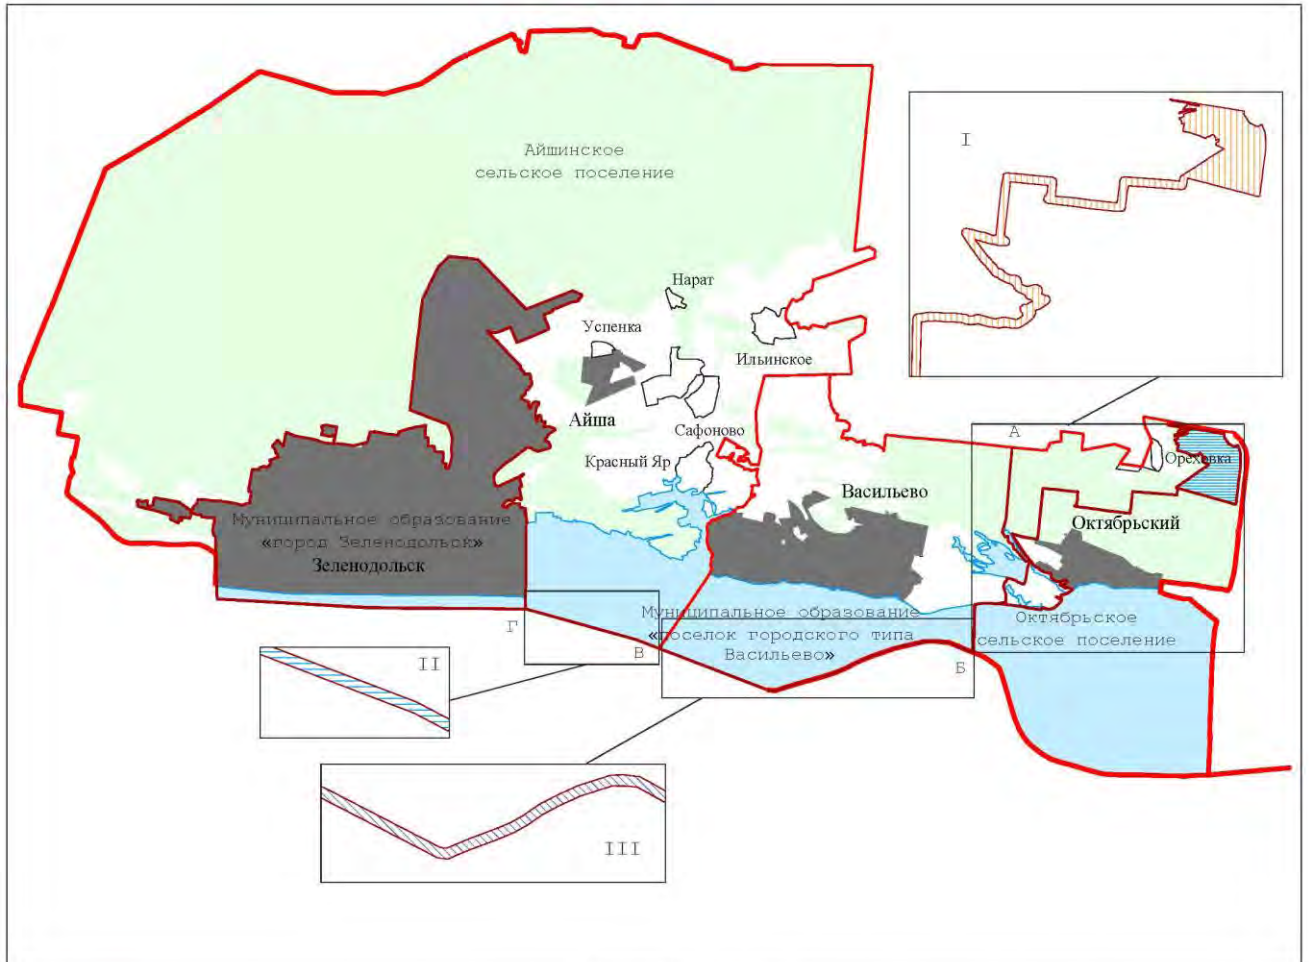 I
Айшинское
сельское поселение
Нарат
Успенка
Ильинское
Айша
Сафоново
А
Красный Яр
Ореховка
Васильево
Муниципальное образование
«город Зеленодольск»
Зеленодольск
Октябрьский
Г
Муниципальное образование
«поселок городского типа
Васильево»
Октябрьское
сельское поселение
В
Б
II
III